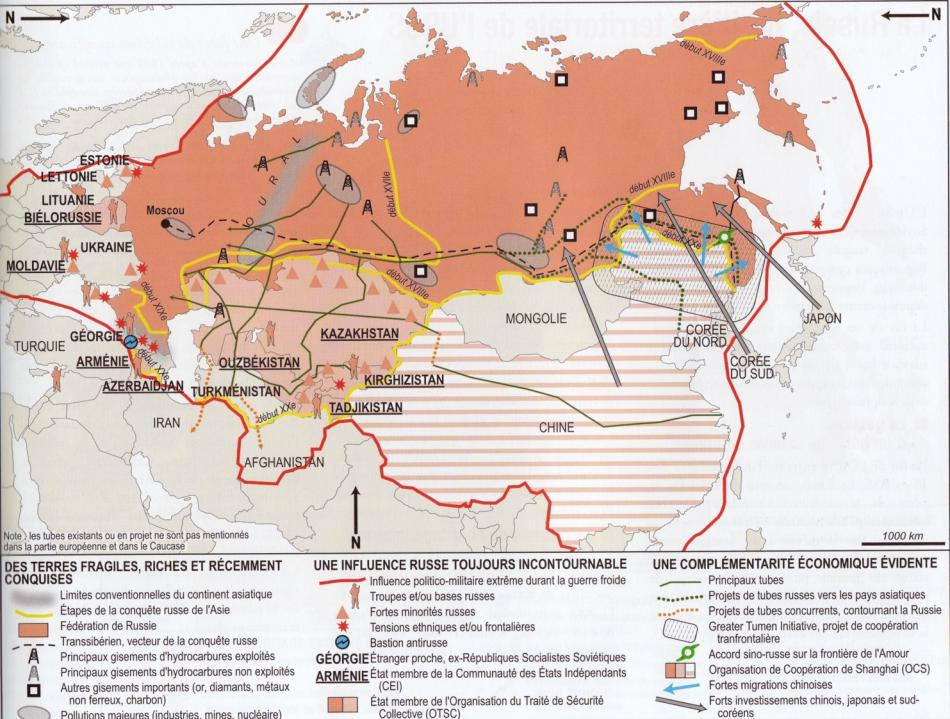 N
N
début XVIIIe
ESTONIE
LETTONIE
LITUANIE
BIÉLORUSSIE
Moscou
OURAL
début XVIIe
début XVIIIe
UKRAINE
MOLDAVIE
début XXe
début XIXe
début XVIIIe
MONGOLIE
JAPON
TURQUIE
GÉORGIE
KAZAKHSTAN
CORÉE
DU NORD
ARMÉNIE
début XXe
OUZBÉKISTAN
CORÉE
DU SUD
AZERBAÏDJAN
TURKMÉNISTAN
KIRGHIZISTAN
début XXe
TADJIKISTAN
IRAN
CHINE
AFGHANISTAN
N
Note : les tubes existants ou en projet ne sont pas mentionnés
dans la partie européenne et dans le Caucase
1000 km
DES TERRES FRAGILES, RICHES ET RÉCEMMENT
CONQUISES
Limites conventionnelles du continent asiatique
Étapes de la conquête russe de l'Asie
Fédération de Russie
Transsibérien, vecteur de la conquête russe
Principaux gisements d'hydrocarbures exploités
Principaux gisements d'hydrocarbures non exploités
Autres gisements importants (or, diamants, métaux
non ferreux, charbon)
Pollutions majeures (industries, mines, nucléaire)
UNE INFLUENCE RUSSE TOUJOURS INCONTOURNABLE
Influence politico-militaire extrême durant la guerre froide
Troupes et/ou bases russes
Fortes minorités russes
Tensions ethniques et/ou frontalières
Bastion antirusse
GÉORGIE Étranger proche, ex-Républiques Socialistes Soviétiques
ARMÉNIE État membre de la Communauté des États Indépendants
(CEI)
État membre de l'Organisation du Traité de Sécurité
Collective (OTSC)
UNE COMPLÉMENTARITÉ ÉCONOMIQUE ÉVIDENTE
Principaux tubes
Projets de tubes russes vers les pays asiatiques
Projets de tubes concurrents, contournant la Russie
Greater Tumen Initiative, projet de coopération
tranfrontalière
Accord sino-russe sur la frontière de l'Amour
Organisation de Coopération de Shanghai (OCS)
Fortes migrations chinoises
Forts investissements chinois, japonais et sud-
coréens